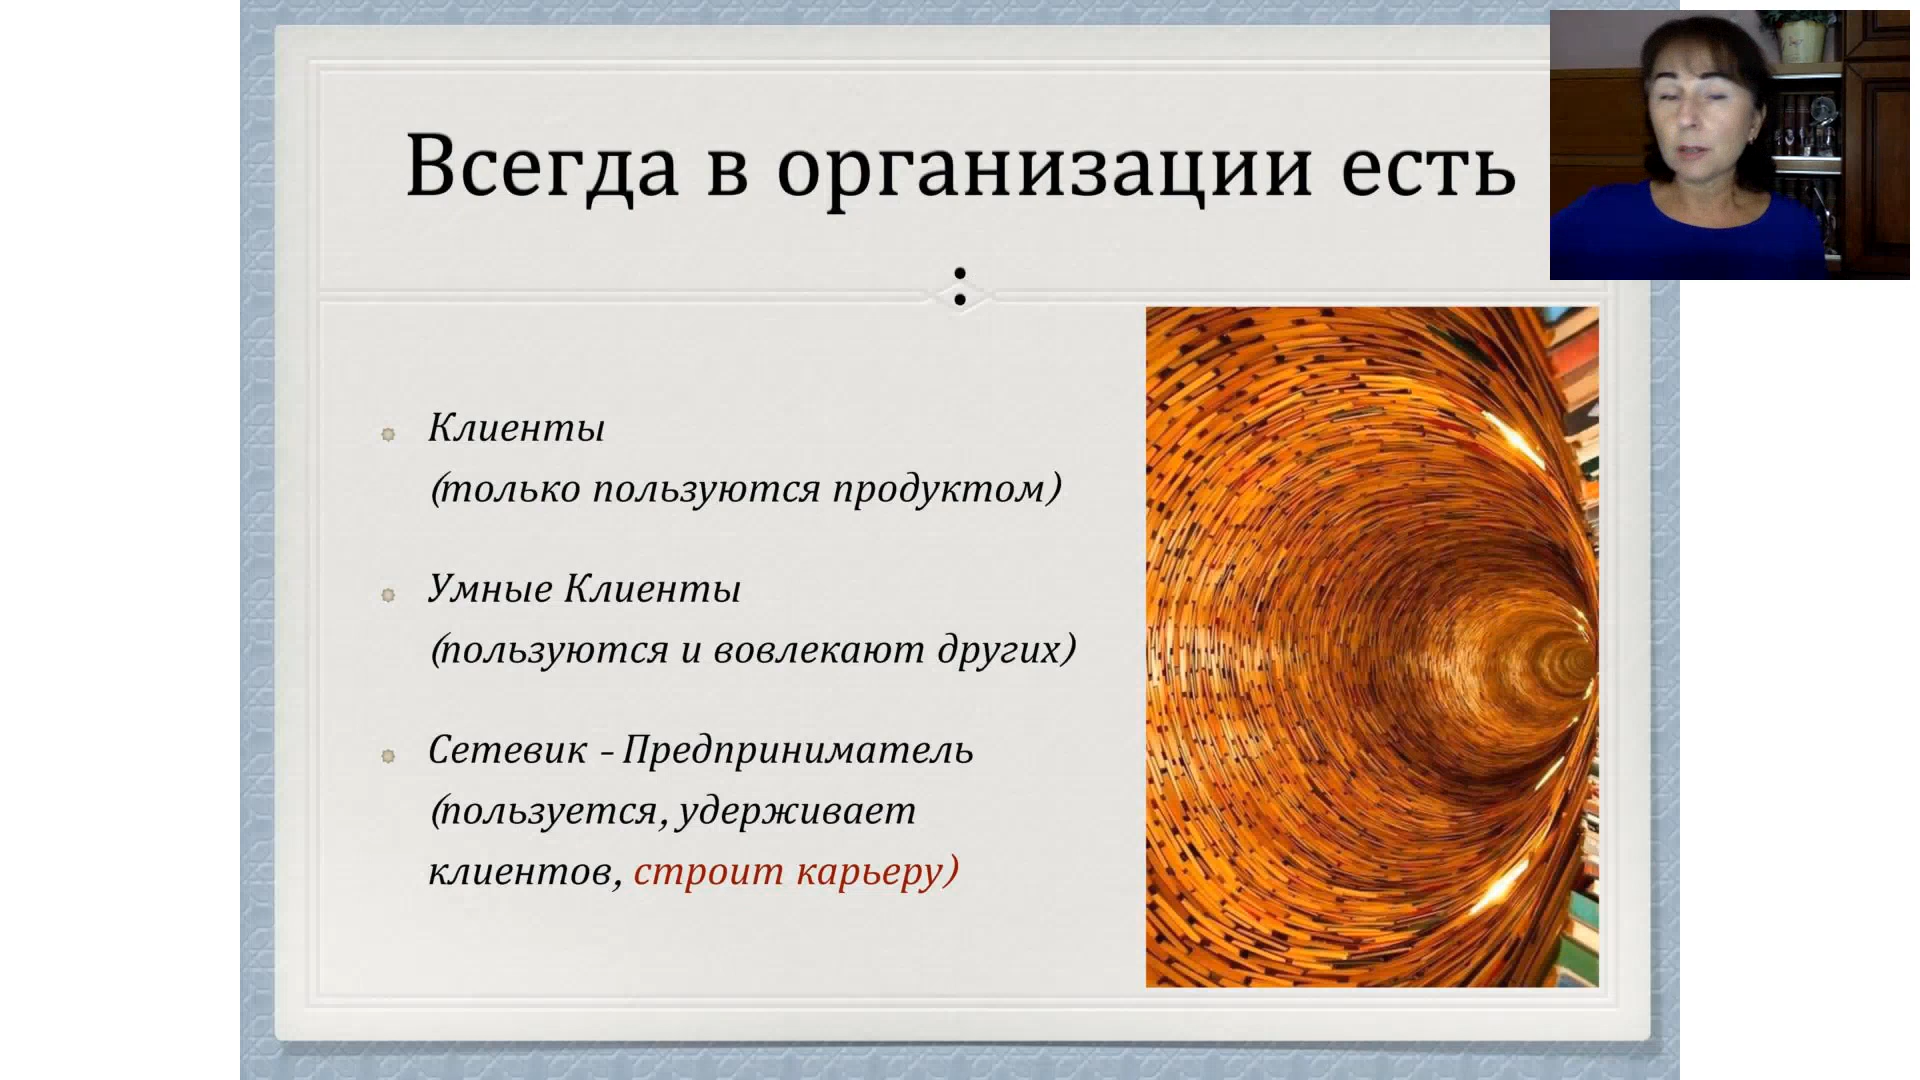 Всегда в организации есть
Клиенты
(только пользуются продуктом)
Умные Клиенты
(пользуются и вовлекают других)
Сетевик - Предприниматель
(пользуется, удерживает
клиентов, строит карьеру)